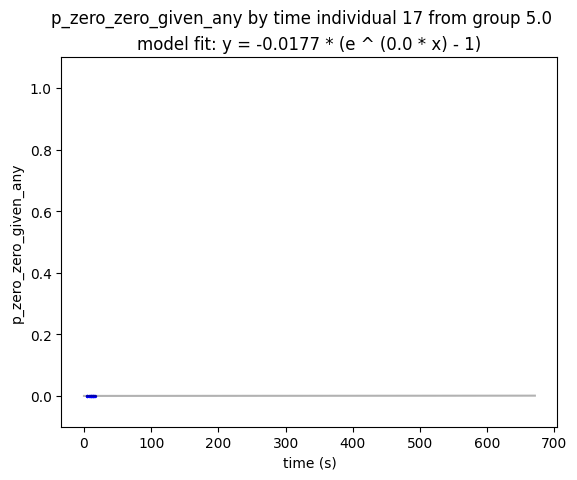 p_zero_zero_given_any by time individual 17 from group 5.0
model fit: y = -0.0177 * (e ^ (0.0 * x) - 1)
1.0
0.8
0.6
0.4
0.2
0.0
p_zero_zero_given_any
0 100 200 300 400 500 600 700
time (s)